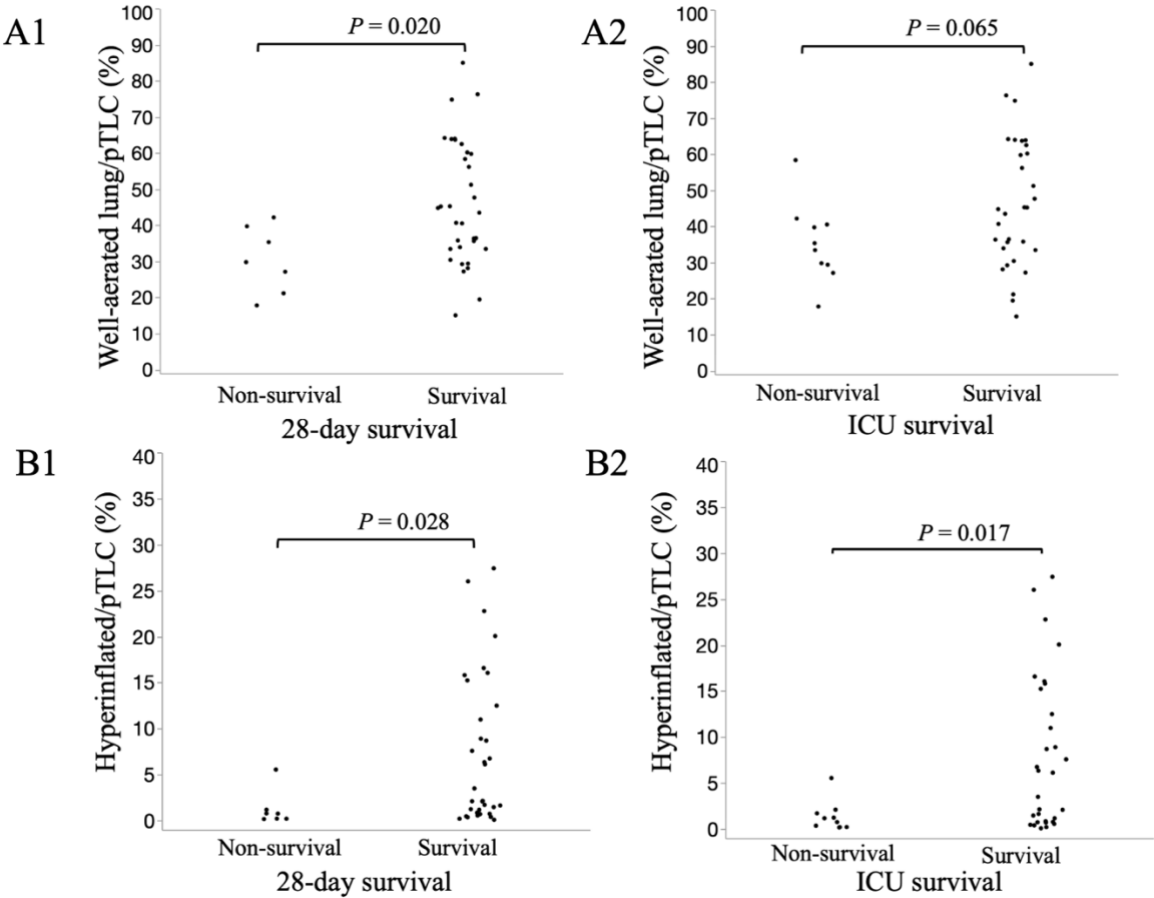 A1
Well-aerated lung/pTLC (%)
100
90
80
70
60
50
40
30
20
10
0
P = 0.020
Non-survival Survival
28-day survival
A2
Well-aerated lung/pTLC (%)
100
90
80
70
60
50
40
30
20
10
0
P = 0.065
Non-survival Survival
ICU survival
B1
Hyperinflated/pTLC (%)
40
35
30
25
20
15
10
5
0
P = 0.028
Non-survival Survival
28-day survival
B2
Hyperinflated/pTLC (%)
40
35
30
25
20
15
10
5
0
P = 0.017
Non-survival Survival
ICU survival